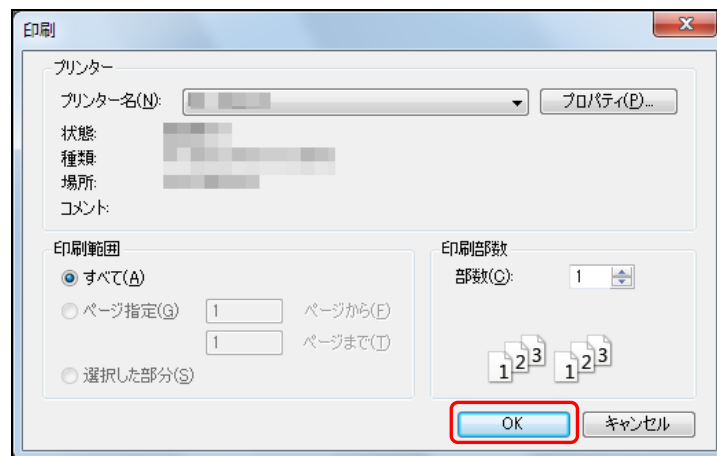 印刷
プリンター
プリンター名(N):
プロパティ(P)...
状態:
種類:
場所:
コメント:
印刷範囲
すべて(A)
ページ指定(G) 1 ページから(F)
1 ページまで(T)
選択した部分(S)
印刷部数
部数(C): 1
1 2 3 1 2 3
OK キャンセル